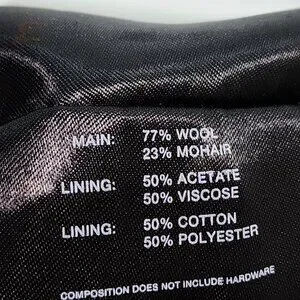 MAIN: 77% WOOL
23% MOHAIR
LINING: 50% ACETATE
50% VISCOSE
LINING: 50% COTTON
50% POLYESTER
COMPOSITION DOES NOT INCLUDE HARDWARE